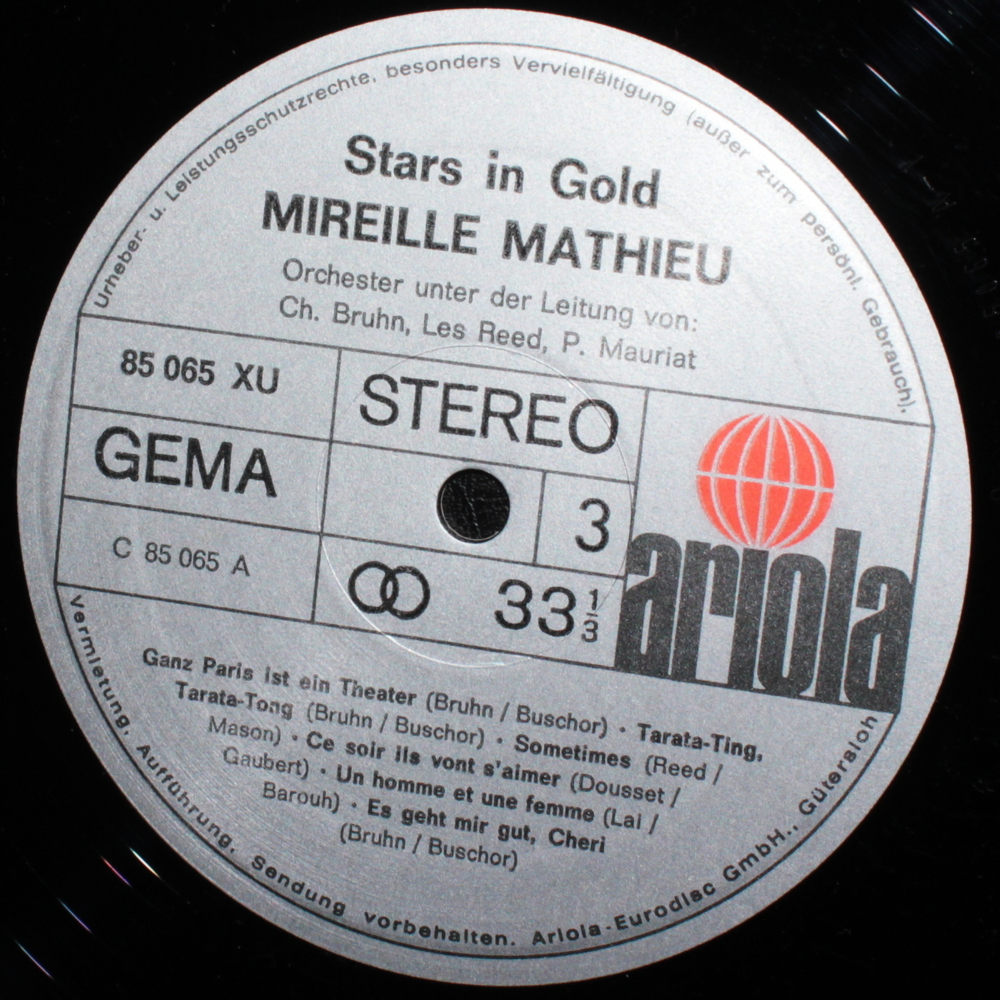 Urheber- u. Leistungsschutzrechte, besonders Vervielfältigung (außer zum persönl. Gebrauch),
Stars in Gold
MIREILLE MATHIEU
Orchester unter der Leitung von:
Ch. Bruhn, Les Reed, P. Mauriat
85 065 XU
STEREO
GEMA
3
C 85 065 A
33 1/3
ariola
Ganz Paris ist ein Theater (Bruhn / Buschor) · Tarata-Ting,
Tarata-Tong (Bruhn / Buschor) · Sometimes (Reed /
Mason) · Ce soir ils vont s'aimer (Dousset /
Gaubert) · Un homme et une femme (Lai /
Barouh) · Es geht mir gut, Cheri
(Bruhn / Buschor)
Vermietung, Aufführung, Sendung vorbehalten. Ariola-Eurodisc GmbH., Gütersloh